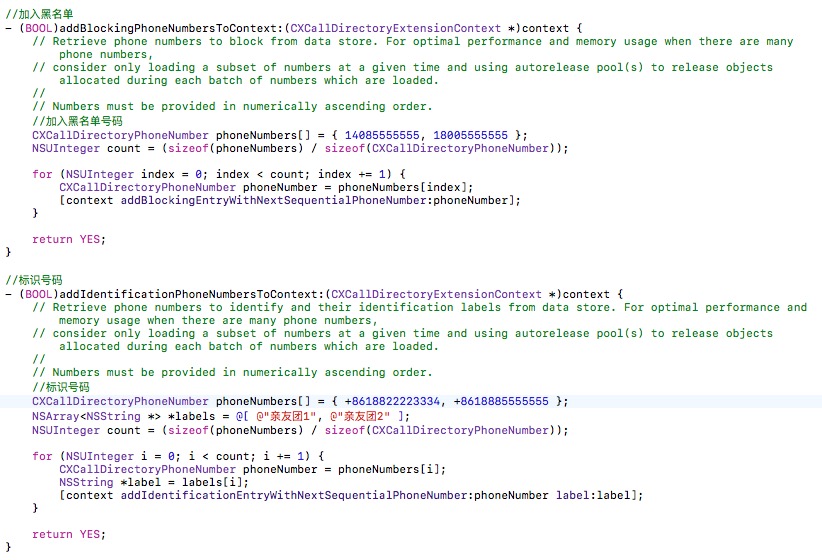 //加入黑名单
- (BOOL)addBlockingPhoneNumbersToContext:(CXCallDirectoryExtensionContext *)context {
    // Retrieve phone numbers to block from data store. For optimal performance and memory usage when there are many
        phone numbers,
    // consider only loading a subset of numbers at a given time and using autorelease pool(s) to release objects
        allocated during each batch of numbers which are loaded.
    //
    // Numbers must be provided in numerically ascending order.
    //加入黑名单号码
    CXCallDirectoryPhoneNumber phoneNumbers[] = { 14085555555, 18005555555 };
    NSUInteger count = (sizeof(phoneNumbers) / sizeof(CXCallDirectoryPhoneNumber));

    for (NSUInteger index = 0; index < count; index += 1) {
        CXCallDirectoryPhoneNumber phoneNumber = phoneNumbers[index];
        [context addBlockingEntryWithNextSequentialPhoneNumber:phoneNumber];
    }

    return YES;
}

//标识号码
- (BOOL)addIdentificationPhoneNumbersToContext:(CXCallDirectoryExtensionContext *)context {
    // Retrieve phone numbers to identify and their identification labels from data store. For optimal performance and
        memory usage when there are many phone numbers,
    // consider only loading a subset of numbers at a given time and using autorelease pool(s) to release objects
        allocated during each batch of numbers which are loaded.
    //
    // Numbers must be provided in numerically ascending order.
    //标识号码
    CXCallDirectoryPhoneNumber phoneNumbers[] = { +8618822223334, +8618885555555 };
    NSArray<NSString *> *labels = @[ @"亲友团1", @"亲友团2" ];
    NSUInteger count = (sizeof(phoneNumbers) / sizeof(CXCallDirectoryPhoneNumber));

    for (NSUInteger i = 0; i < count; i += 1) {
        CXCallDirectoryPhoneNumber phoneNumber = phoneNumbers[i];
        NSString *label = labels[i];
        [context addIdentificationEntryWithNextSequentialPhoneNumber:phoneNumber label:label];
    }

    return YES;
}